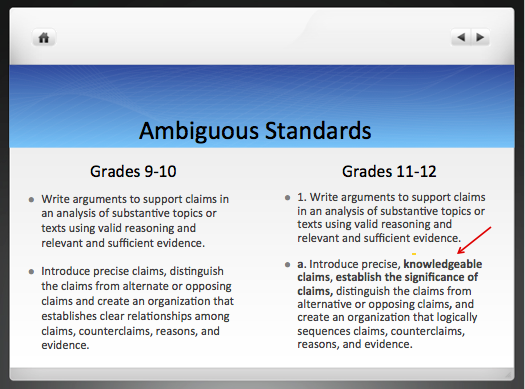 Ambiguous Standards
Grades 9-10
Write arguments to support claims in
an analysis of substantive topics or
texts using valid reasoning and
relevant and sufficient evidence.
Introduce precise claims, distinguish
the claims from alternate or opposing
claims and create an organization that
establishes clear relationships among
claims, counterclaims, reasons, and
evidence.
Grades 11-12
1. Write arguments to support claims
in an analysis of substantive topics or
texts using valid reasoning and
relevant and sufficient evidence.
a. Introduce precise, knowledgeable
claims, establish the significance of
claims, distinguish the claims from
alternative or opposing claims, and
create an organization that logically
sequences claims, counterclaims,
reasons, and evidence.